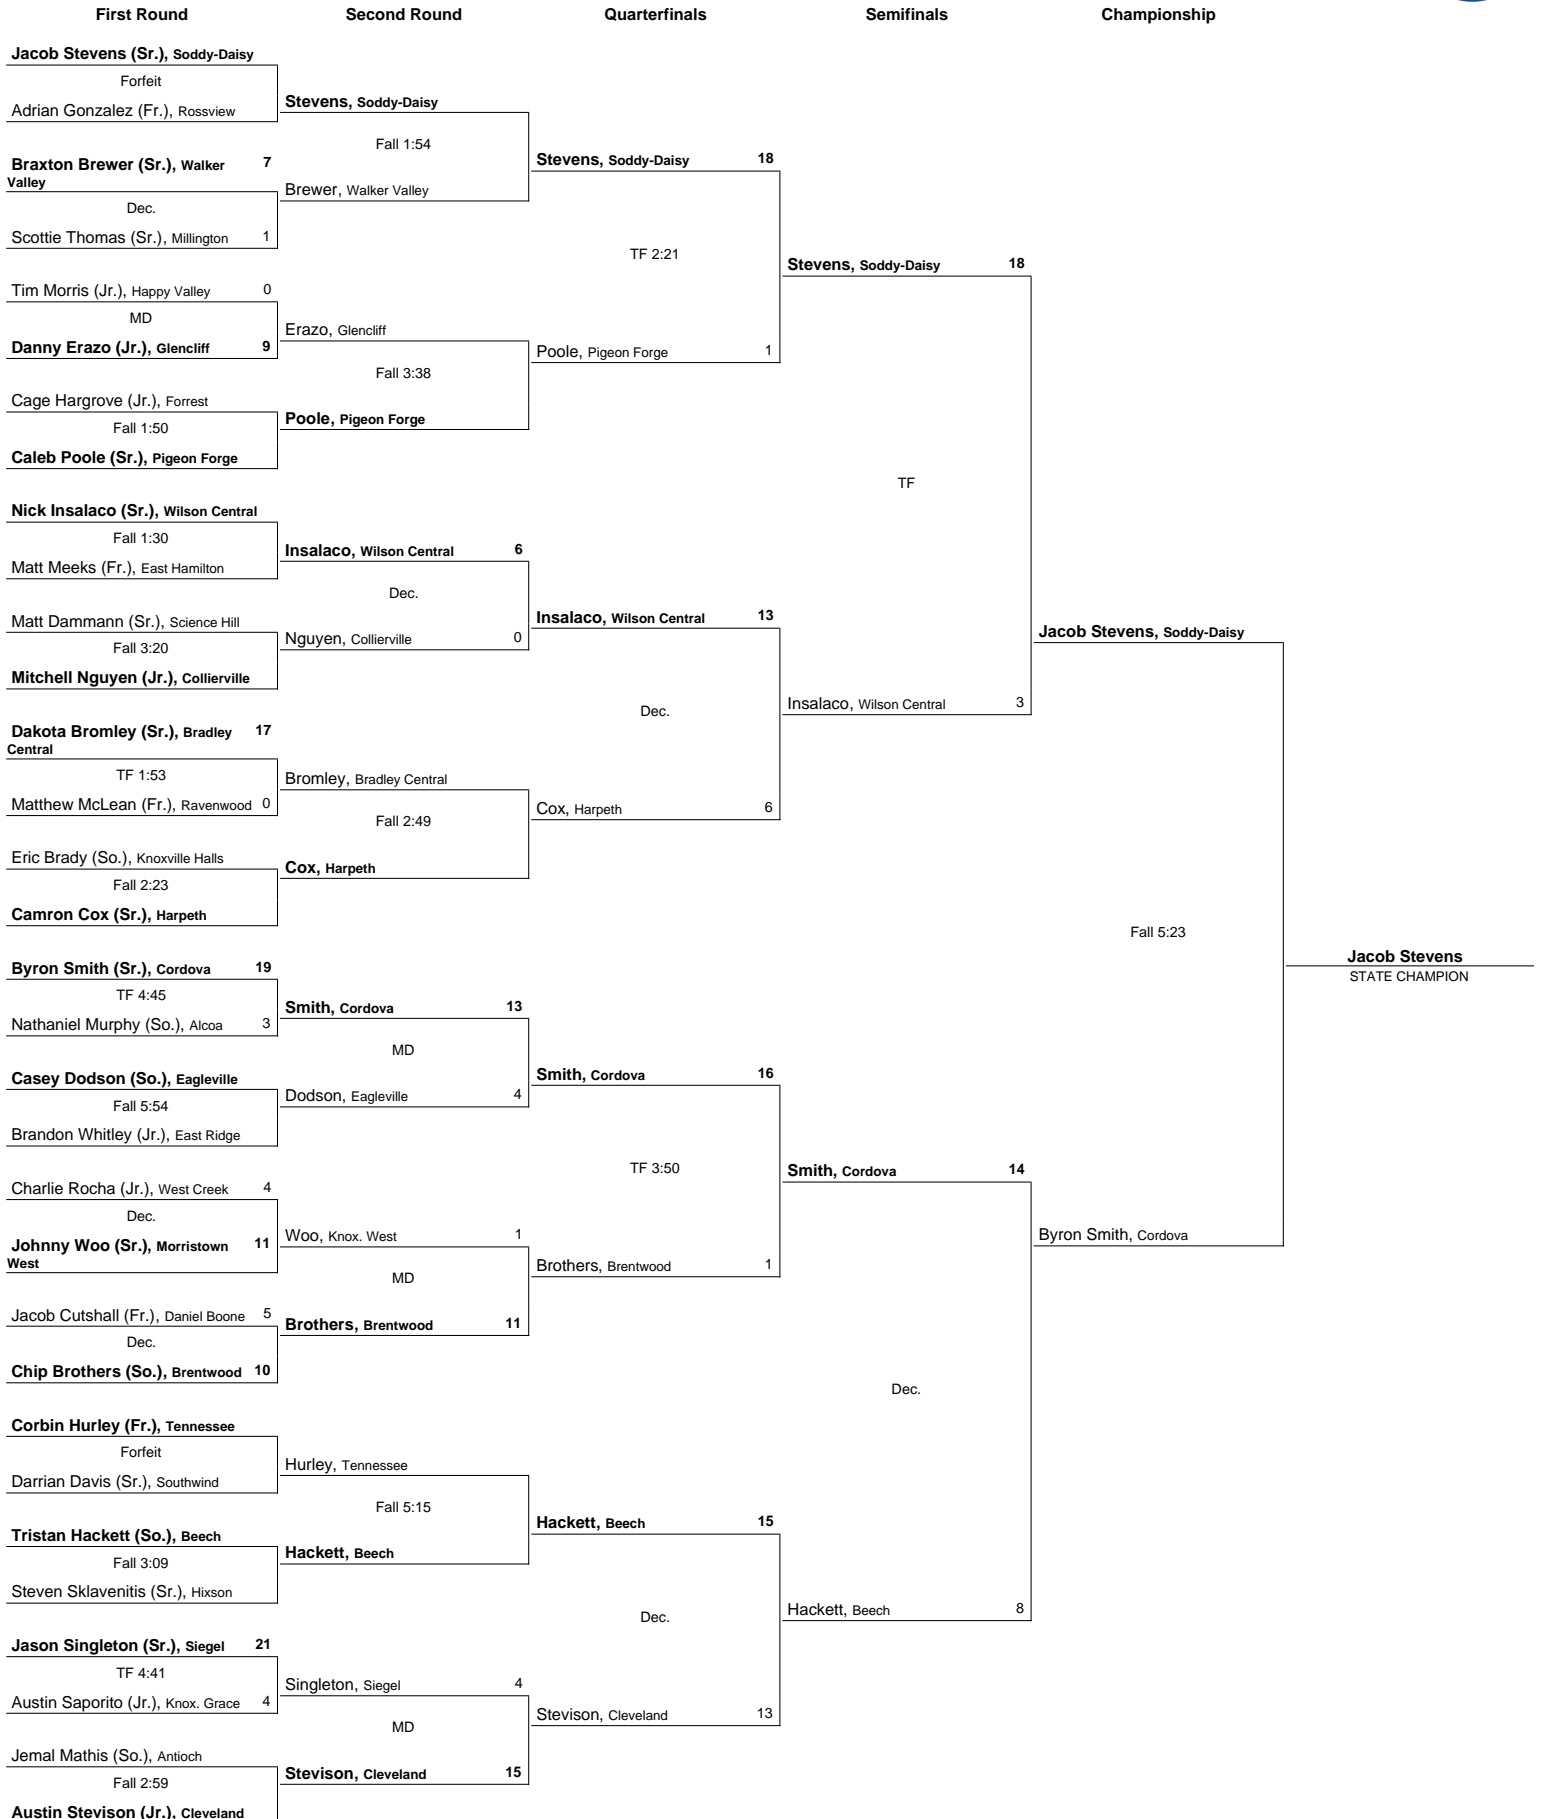 First Round Second Round Quarterfinals Semifinals Championship
Jacob Stevens (Sr.), Soddy-Daisy
Forfeit
Adrian Gonzalez (Fr.), Rossview
Braxton Brewer (Sr.), Walker 7
Valley
Dec.
Scottie Thomas (Sr.), Millington 1
Tim Morris (Jr.), Happy Valley 0
MD
Danny Erazo (Jr.), Glencliff 9
Cage Hargrove (Jr.), Forrest
Fall 1:50
Caleb Poole (Sr.), Pigeon Forge
Nick Insalaco (Sr.), Wilson Central
Fall 1:30
Matt Meeks (Fr.), East Hamilton
Matt Dammann (Sr.), Science Hill
Fall 3:20
Mitchell Nguyen (Jr.), Collierville
Dakota Bromley (Sr.), Bradley 17
Central
TF 1:53
Matthew McLean (Fr.), Ravenwood 0
Eric Brady (So.), Knoxville Halls
Fall 2:23
Camron Cox (Sr.), Harpeth
Byron Smith (Sr.), Cordova 19
TF 4:45
Nathaniel Murphy (So.), Alcoa 3
Casey Dodson (So.), Eagleville
Fall 5:54
Brandon Whitley (Jr.), East Ridge
Charlie Rocha (Jr.), West Creek 4
Dec.
Johnny Woo (Sr.), Morristown 11
West
Jacob Cutshall (Fr.), Daniel Boone 5
Dec.
Chip Brothers (So.), Brentwood 10
Corbin Hurley (Fr.), Tennessee
Forfeit
Darrian Davis (Sr.), Southwind
Tristan Hackett (So.), Beech
Fall 3:09
Steven Sklavenitis (Sr.), Hixson
Jason Singleton (Sr.), Siegel 21
TF 4:41
Austin Saporito (Jr.), Knox. Grace 4
Jemal Mathis (So.), Antioch
Fall 2:59
Austin Stevison (Jr.), Cleveland
Stevens, Soddy-Daisy
Fall 1:54
Brewer, Walker Valley
Erazo, Glencliff
Fall 3:38
Poole, Pigeon Forge
Insalaco, Wilson Central 6
Dec.
Nguyen, Collierville 0
Bromley, Bradley Central
Fall 2:49
Cox, Harpeth
Smith, Cordova 13
MD
Dodson, Eagleville 4
Woo, Knox. West 1
MD
Brothers, Brentwood 11
Hurley, Tennessee
Fall 5:15
Hackett, Beech
Singleton, Siegel 4
MD
Stevison, Cleveland 15
Stevens, Soddy-Daisy 18
TF 2:21
Poole, Pigeon Forge 1
Insalaco, Wilson Central 13
Dec.
Cox, Harpeth 6
Smith, Cordova 16
TF 3:50
Brothers, Brentwood 1
Hackett, Beech 15
Dec.
Stevison, Cleveland 13
Stevens, Soddy-Daisy 18
TF
Insalaco, Wilson Central 3
Smith, Cordova 14
Dec.
Hackett, Beech 8
Jacob Stevens, Soddy-Daisy
Fall 5:23
Byron Smith, Cordova
Jacob Stevens
STATE CHAMPION